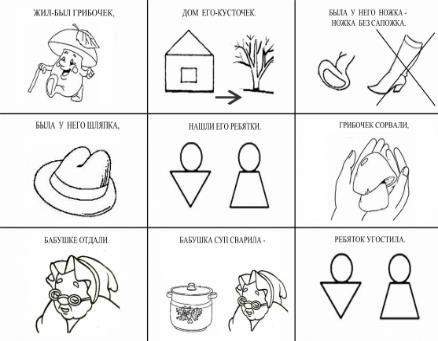 ЖИЛ-БЫЛ ГРИБОЧЕК,
ДОМ ЕГО-КУСТОЧЕК.
БЫЛА У НЕГО НОЖКА -
НОЖКА БЕЗ САПОЖКА.
БЫЛА У НЕГО ШЛЯПКА,
НАШЛИ ЕГО РЕБЯТКИ.
ГРИБОЧЕК СОРВАЛИ,
БАБУШКЕ ОТДАЛИ.
БАБУШКА СУП СВАРИЛА -
РЕБЯТОК УГОСТИЛА.